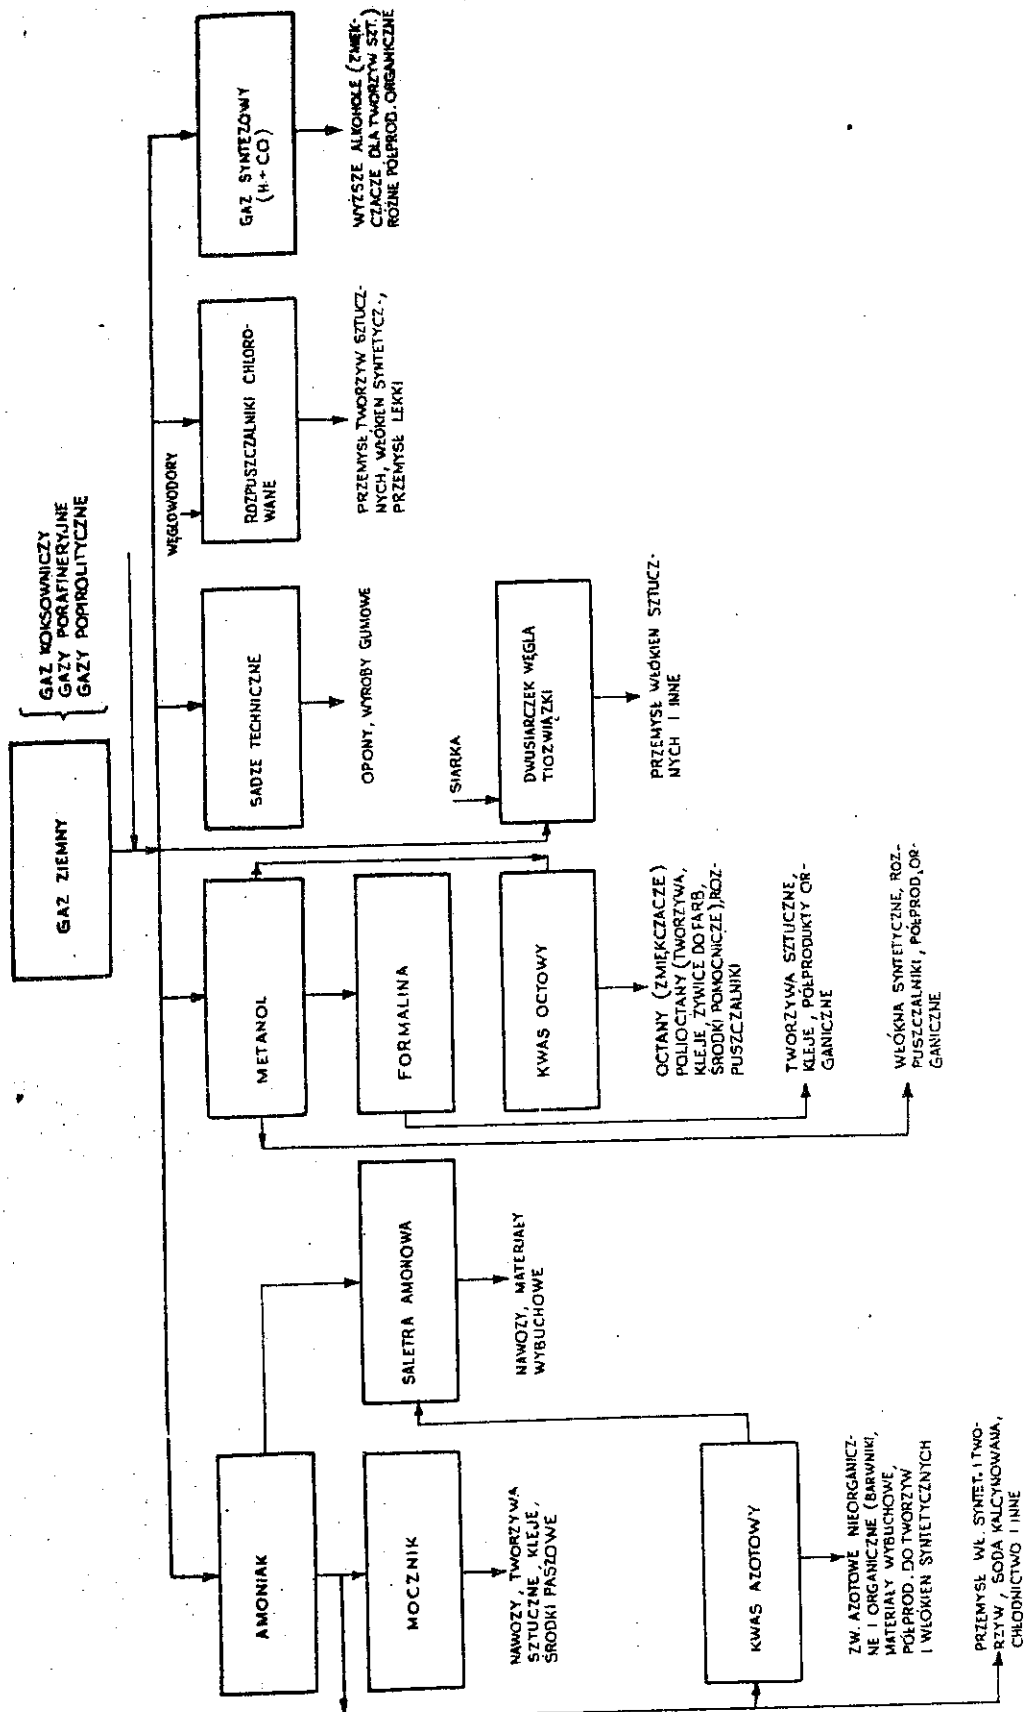 GAZ ZIEMNY
GAZ KOKSOWNICZY
GAZY PORAFINERYJNE
GAZY POPIROLITYCZNE
AMONIAK
METANOL
SADZE TECHNICZNE
WĘGLOWODORY
ROZPUSZCZALNIKI CHLORO-
WANE
GAZ SYNTEZOWY
(H + CO)
MOCZNIK
SALETRA AMONOWA
FORMALINA
OPONY, WYROBY GUMOWE
PRZEMYSŁ TWORZYW SZTUCZ-
NYCH, WŁÓKIEN SYNTETYCZ.,
PRZEMYSŁ LEKKI
WYŻSZE ALKOHOLE (ZMIĘK-
CZACZE DLA TWORZYW SZT.)
RÓŻNE PÓŁPROD. ORGANICZNE
NAWOZY, TWORZYWA
SZTUCZNE, KLEJE,
ŚRODKI PASZOWE
NAWOZY, MATERIAŁY
WYBUCHOWE
KWAS OCTOWY
SIARKA
DWUSIARCZEK WĘGLA
TIOZWIĄZKI
KWAS AZOTOWY
OCTANY (ZMIĘKCZACZE)
POLIOCTANY (TWORZYWA,
KLEJE, ŻYWICE DO FARB,
ŚRODKI POMOCNICZE), ROZ-
PUSZCZALNIKI
PRZEMYSŁ WŁÓKIEN SZTUCZ-
NYCH I INNE
TWORZYWA SZTUCZNE,
KLEJE, PÓŁPRODUKTY OR-
GANICZNE
ZW. AZOTOWE NIEORGANICZ-
NE I ORGANICZNE (BARWNIKI,
MATERIAŁY WYBUCHOWE,
PÓŁPROD. DO TWORZYW
I WŁÓKIEN SYNTETYCZNYCH
WŁÓKNA SYNTETYCZNE, ROZ-
PUSZCZALNIKI, PÓŁPROD. OR-
GANICZNE
PRZEMYSŁ WŁ. SYNTET. I TWO-
RZYW, SODA KALCYNOWANA,
CHŁODNICTWO I INNE